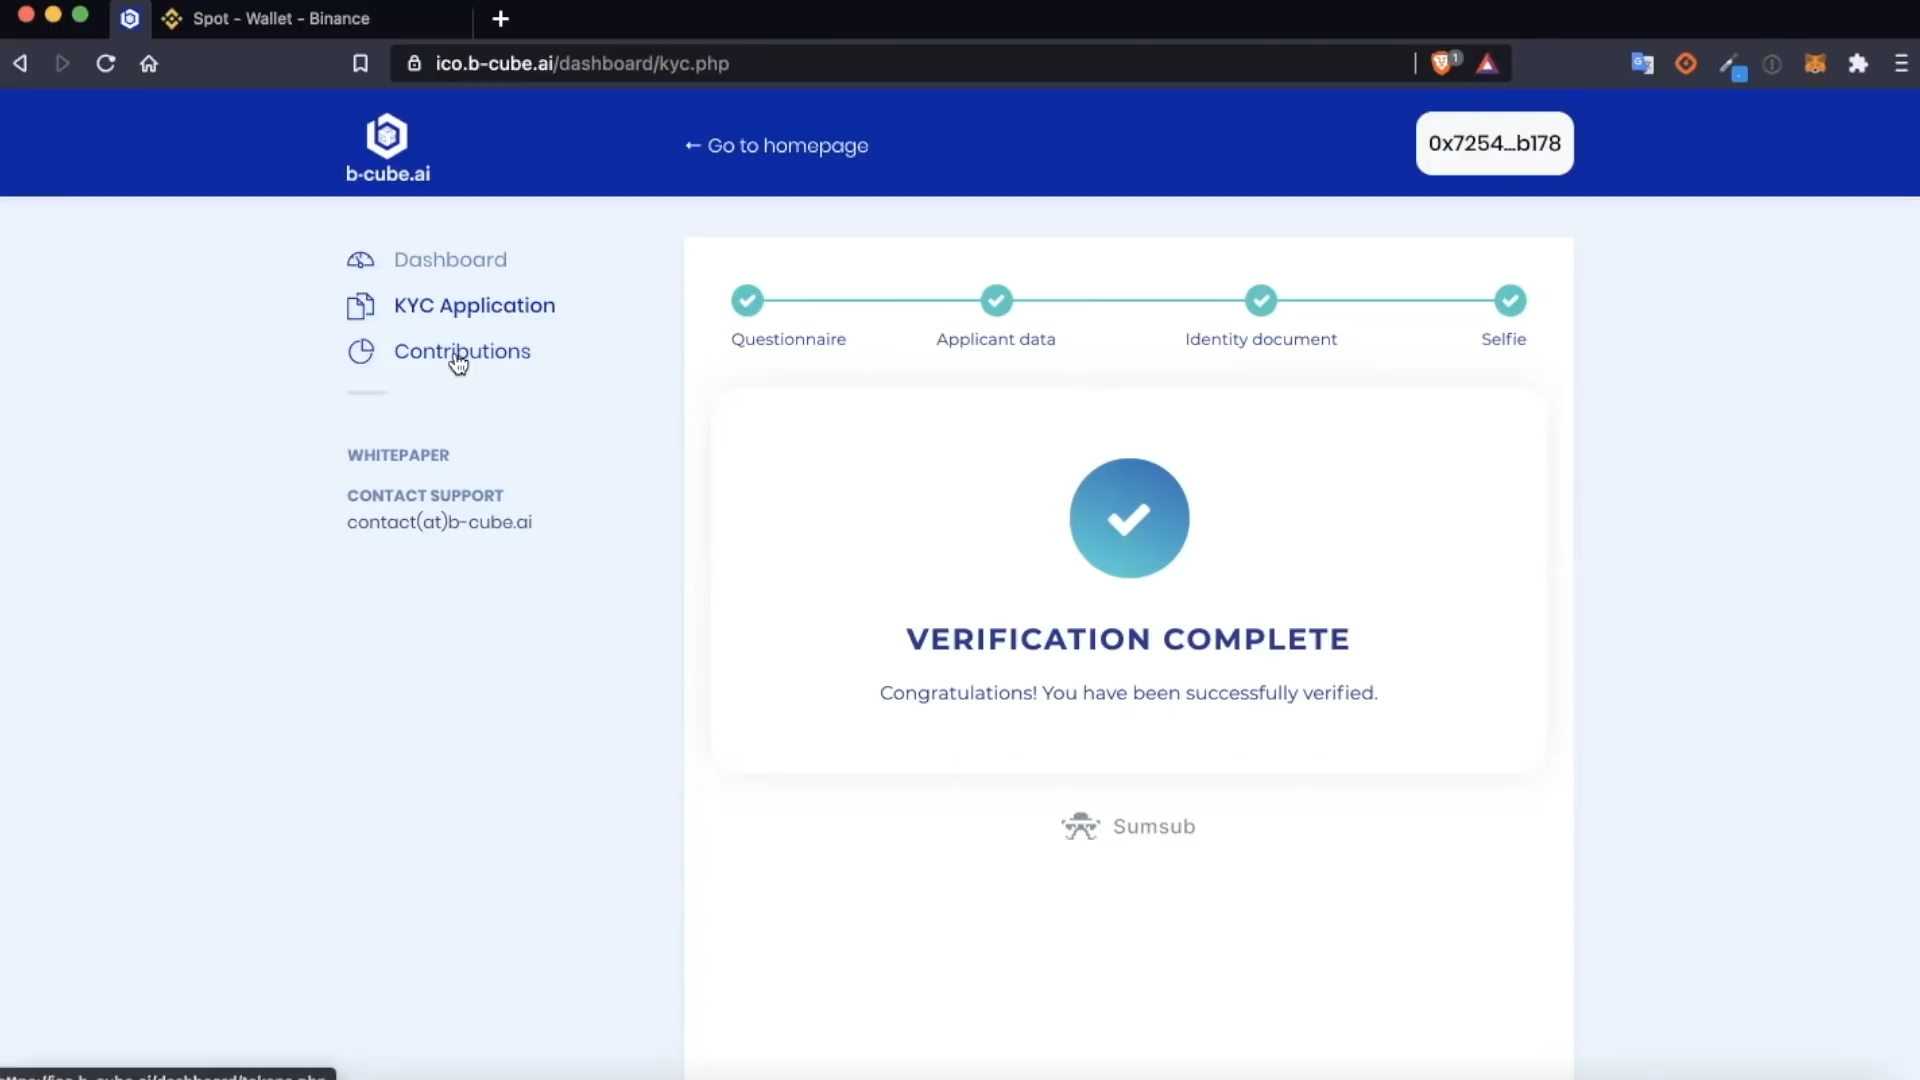 Spot - Wallet - Binance
ico.b-cube.ai/dashboard/kyc.php
1
b-cube.ai
← Go to homepage
0x7254...b178
Dashboard
KYC Application
Contributions
WHITEPAPER
CONTACT SUPPORT
contact(at)b-cube.ai
Questionnaire
Applicant data
Identity document
Selfie
VERIFICATION COMPLETE
Congratulations! You have been successfully verified.
Sumsub